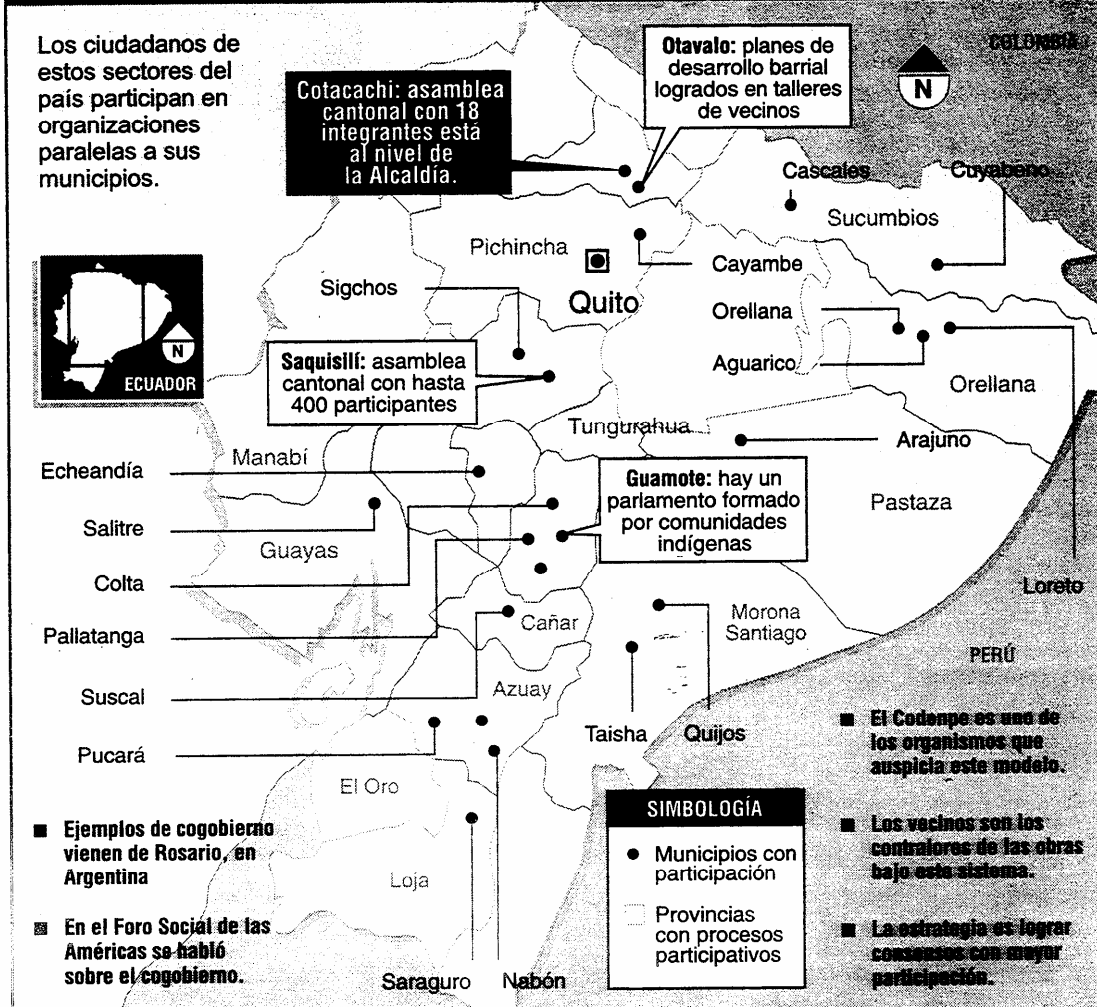 Los ciudadanos de
estos sectores del
país participan en
organizaciones
paralelas a sus
municipios.
Cotacachi: asamblea
cantonal con 18
integrantes está
al nivel de
la Alcaldía.
Otavalo: planes de
desarrollo barrial
logrados en talleres
de vecinos
N
COLOMBIA
Cascales
Cuyabeno
Sucumbios
Pichincha
Cayambe
Sigchos
Quito
Orellana
N
ECUADOR
Saquisilí: asamblea
cantonal con hasta
400 participantes
Aguarico
Orellana
Tungurahua
Arajuno
Manabí
Echeandía
Guamote: hay un
parlamento formado
por comunidades
indígenas
Pastaza
Salitre
Guayas
Colta
Loreto
Pallatanga
Cañar
Morona
Santiago
PERÚ
Suscal
Azuay
Taisha
Quijos
Pucará
El Oro
Loja
Saraguro
Nabón
■ Ejemplos de cogobierno
vienen de Rosario, en
Argentina
■ En el Foro Social de las
Américas se habló
sobre el cogobierno.
SIMBOLOGÍA
● Municipios con
participación
Provincias
con procesos
participativos
■ El Codenpe es uno de
los organismos que
auspicia este modelo.
■ Los vecinos son los
contralores de las obras
bajo este sistema.
■ La estrategia es lograr
consensos con mayor
participación.